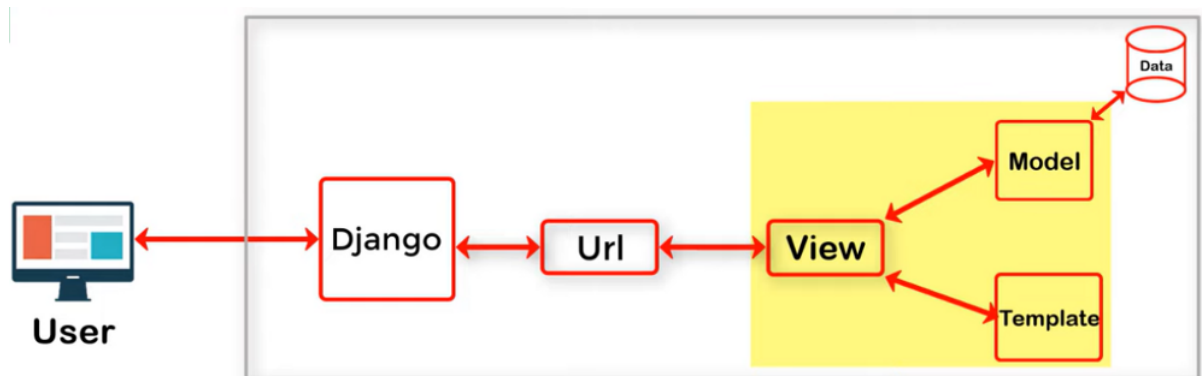 Data
Model
Django
Url
View
Template
User